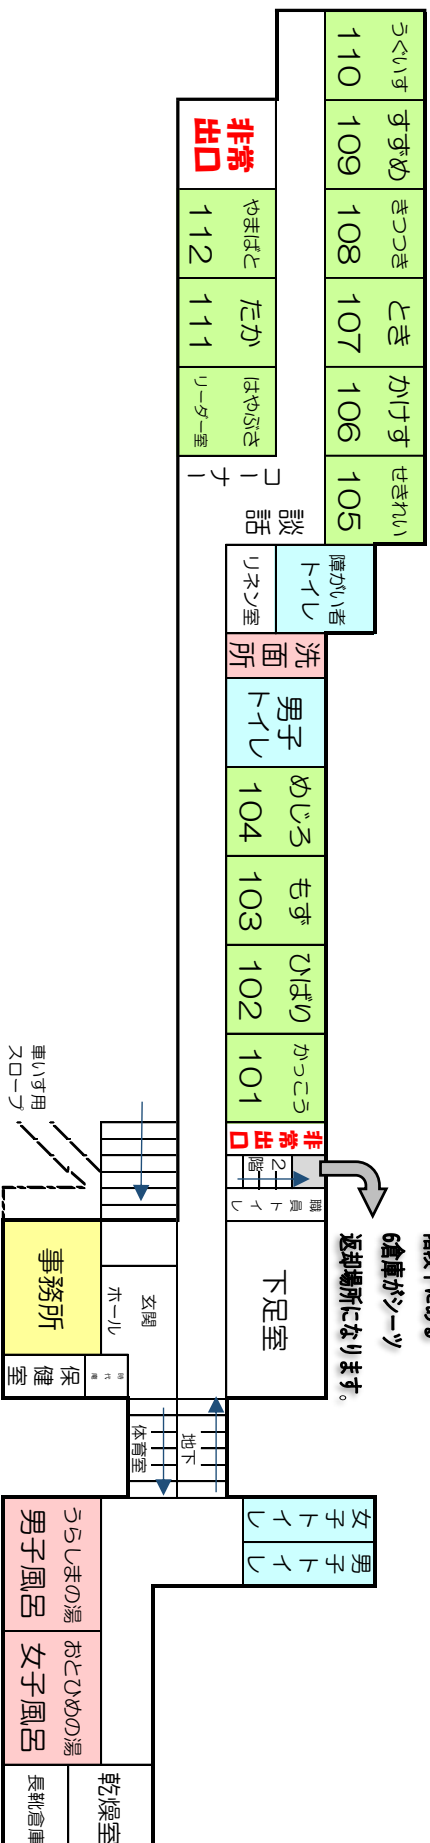 うぐいす
110
すずめ
109
きつつき
108
とき
107
かけす
106
せきれい
105
非常
出口
やまばと
112
たか
111
はやぶさ
リーダー室
談話
コーナー
障がい者
トイレ
リネン室
洗面所
男子
トイレ
めじろ
104
もず
103
ひばり
102
かっこう
101
非常出口
2階
職員トイレ
6倉庫がシーツ
返却場所になります。
下足室
車いす用
スロープ
玄関
ホール
事務所
保健室
地下
体育室
女子トイレ
男子トイレ
うらしまの湯
男子風呂
おとひめの湯
女子風呂
乾燥室
長靴倉庫